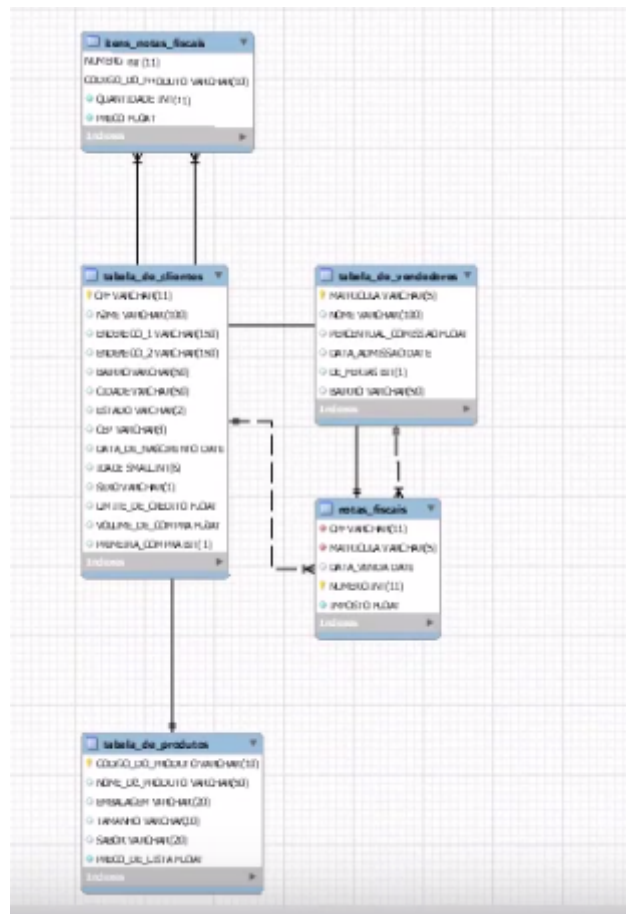 itens_notas_fiscais
NUMERO INT(11)
CODIGO_DO_PRODUTO VARCHAR(10)
QUANTIDADE INT(11)
PRECO FLOAT
Indexes
tabela_de_clientes
CPF VARCHAR(11)
NOME VARCHAR(100)
ENDERECO_1 VARCHAR(150)
ENDERECO_2 VARCHAR(150)
BAIRRO VARCHAR(50)
CIDADE VARCHAR(50)
ESTADO VARCHAR(2)
CEP VARCHAR(8)
DATA_DE_NASCIMENTO DATE
IDADE SMALLINT(6)
SEXO VARCHAR(1)
LIMITE_DE_CREDITO FLOAT
VOLUME_DE_COMPRA FLOAT
PRIMEIRA_COMPRA BIT(1)
Indexes
tabela_de_vendedores
MATRICULA VARCHAR(5)
NOME VARCHAR(100)
PERCENTUAL_COMISSAO FLOAT
DATA_ADMISSAO DATE
DE_FERIAS BIT(1)
BAIRRO VARCHAR(50)
Indexes
notas_fiscais
CPF VARCHAR(11)
MATRICULA VARCHAR(5)
DATA_VENDA DATE
NUMERO INT(11)
IMPOSTO FLOAT
Indexes
tabela_de_produtos
CODIGO_DO_PRODUTO VARCHAR(10)
NOME_DO_PRODUTO VARCHAR(50)
EMBALAGEM VARCHAR(20)
TAMANHO VARCHAR(10)
SABOR VARCHAR(20)
PRECO_DE_LISTA FLOAT
Indexes